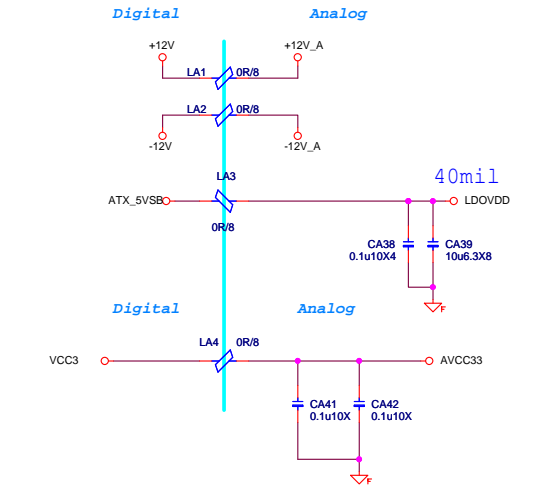 Digital
Analog
+12V
+12V_A
LA1
0R/8
LA2
0R/8
-12V
-12V_A
LA3
40mil
ATX_5VSB
LDOVDD
0R/8
CA38
0.1u10X4
CA39
10u6.3X8
F
Digital
Analog
LA4
0R/8
VCC3
AVCC33
CA41
0.1u10X
CA42
0.1u10X
F